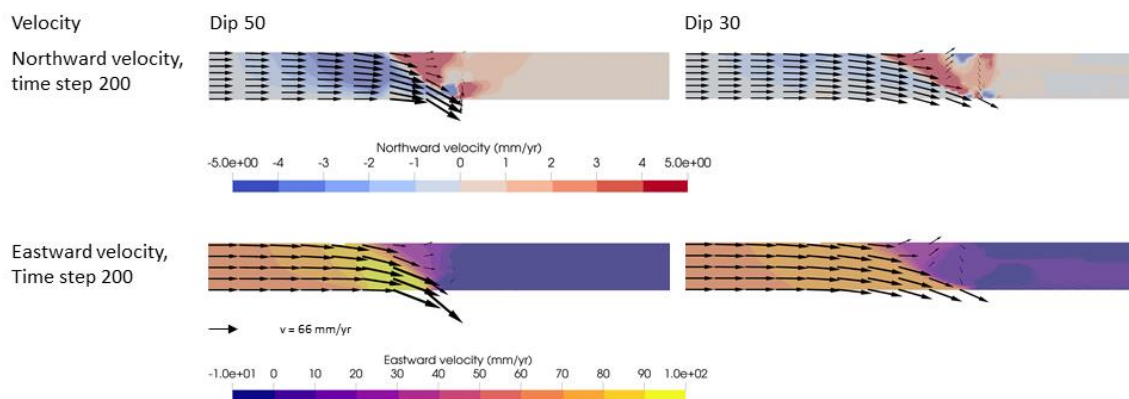 Velocity Dip 50 Dip 30
Northward velocity,
time step 200
Northward velocity (mm/yr)
-5.0e+00 -4 -3 -2 -1 0 1 2 3 4 5.0e+00
Eastward velocity,
Time step 200
v = 66 mm/yr
Eastward velocity (mm/yr)
-1.0e+01 0 10 20 30 40 50 60 70 80 90 1.0e+02